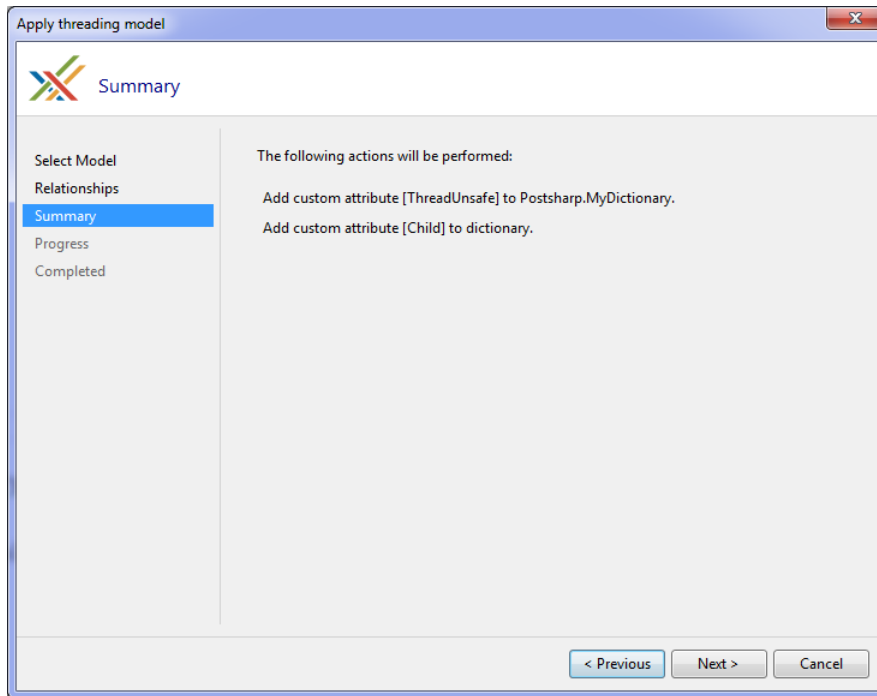 Apply threading model
Summary
Select Model
Relationships
Summary
Progress
Completed
The following actions will be performed:
Add custom attribute [ThreadUnsafe] to Postsharp.MyDictionary.
Add custom attribute [Child] to dictionary.
< Previous
Next >
Cancel